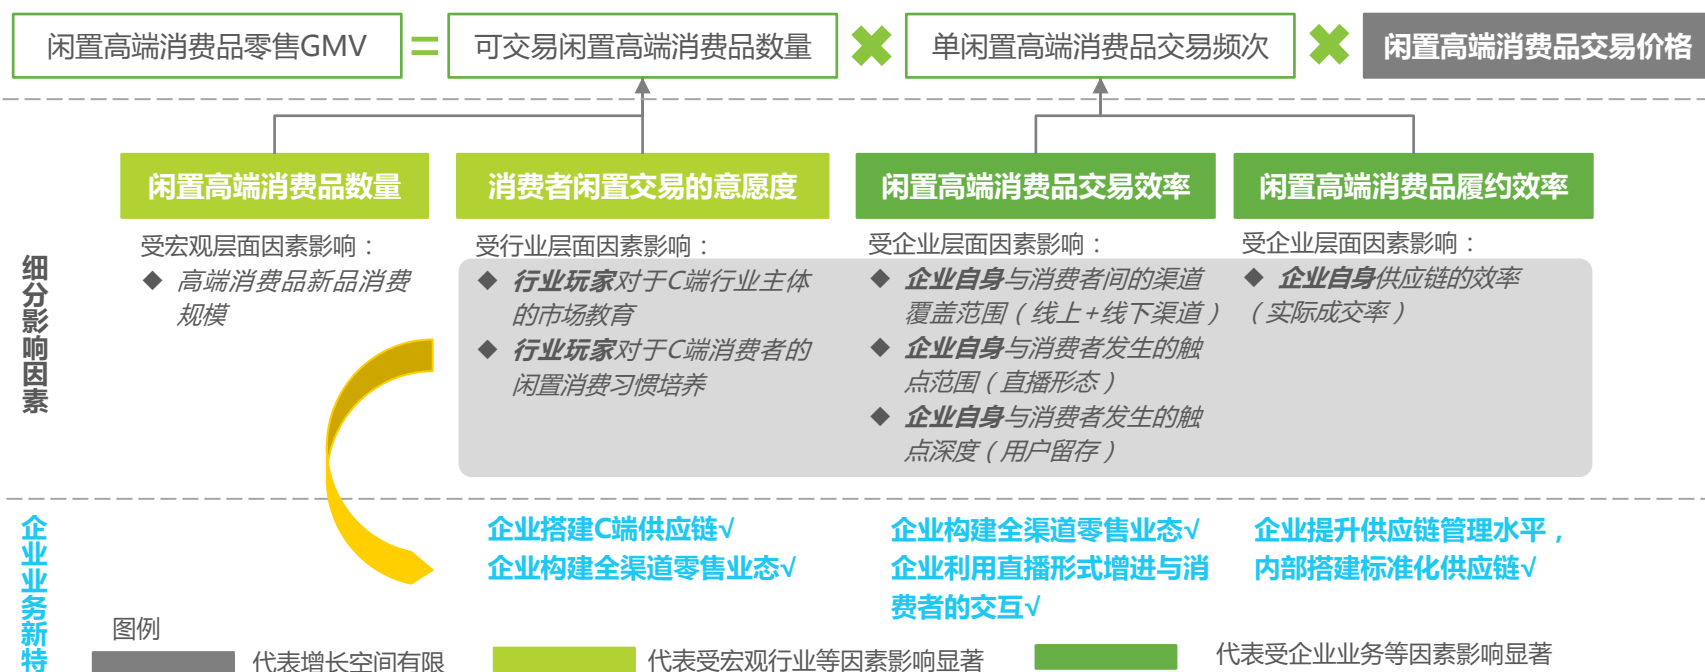 闲置高端消费品零售GMV = 可交易闲置高端消费品数量 × 单闲置高端消费品交易频次 × 闲置高端消费品交易价格
细分影响因素
闲置高端消费品数量
受宏观层面因素影响：
◆ 高端消费品新品消费
规模
消费者闲置交易的意愿度
受行业层面因素影响：
◆ 行业玩家对于C端行业主体
的市场教育
◆ 行业玩家对于C端消费者的
闲置消费习惯培养
闲置高端消费品交易效率
受企业层面因素影响：
◆ 企业自身与消费者间的渠道
覆盖范围（线上+线下渠道）
◆ 企业自身与消费者发生的触
点范围（直播形态）
◆ 企业自身与消费者发生的触
点深度（用户留存）
闲置高端消费品履约效率
受企业层面因素影响：
◆ 企业自身供应链的效率
（实际成交率）
企业业务新特
企业搭建C端供应链√
企业构建全渠道零售业态√
企业构建全渠道零售业态√
企业利用直播形式增进与消
费者的交互√
企业提升供应链管理水平，
内部搭建标准化供应链√
图例
代表增长空间有限
代表受宏观行业等因素影响显著
代表受企业业务等因素影响显著